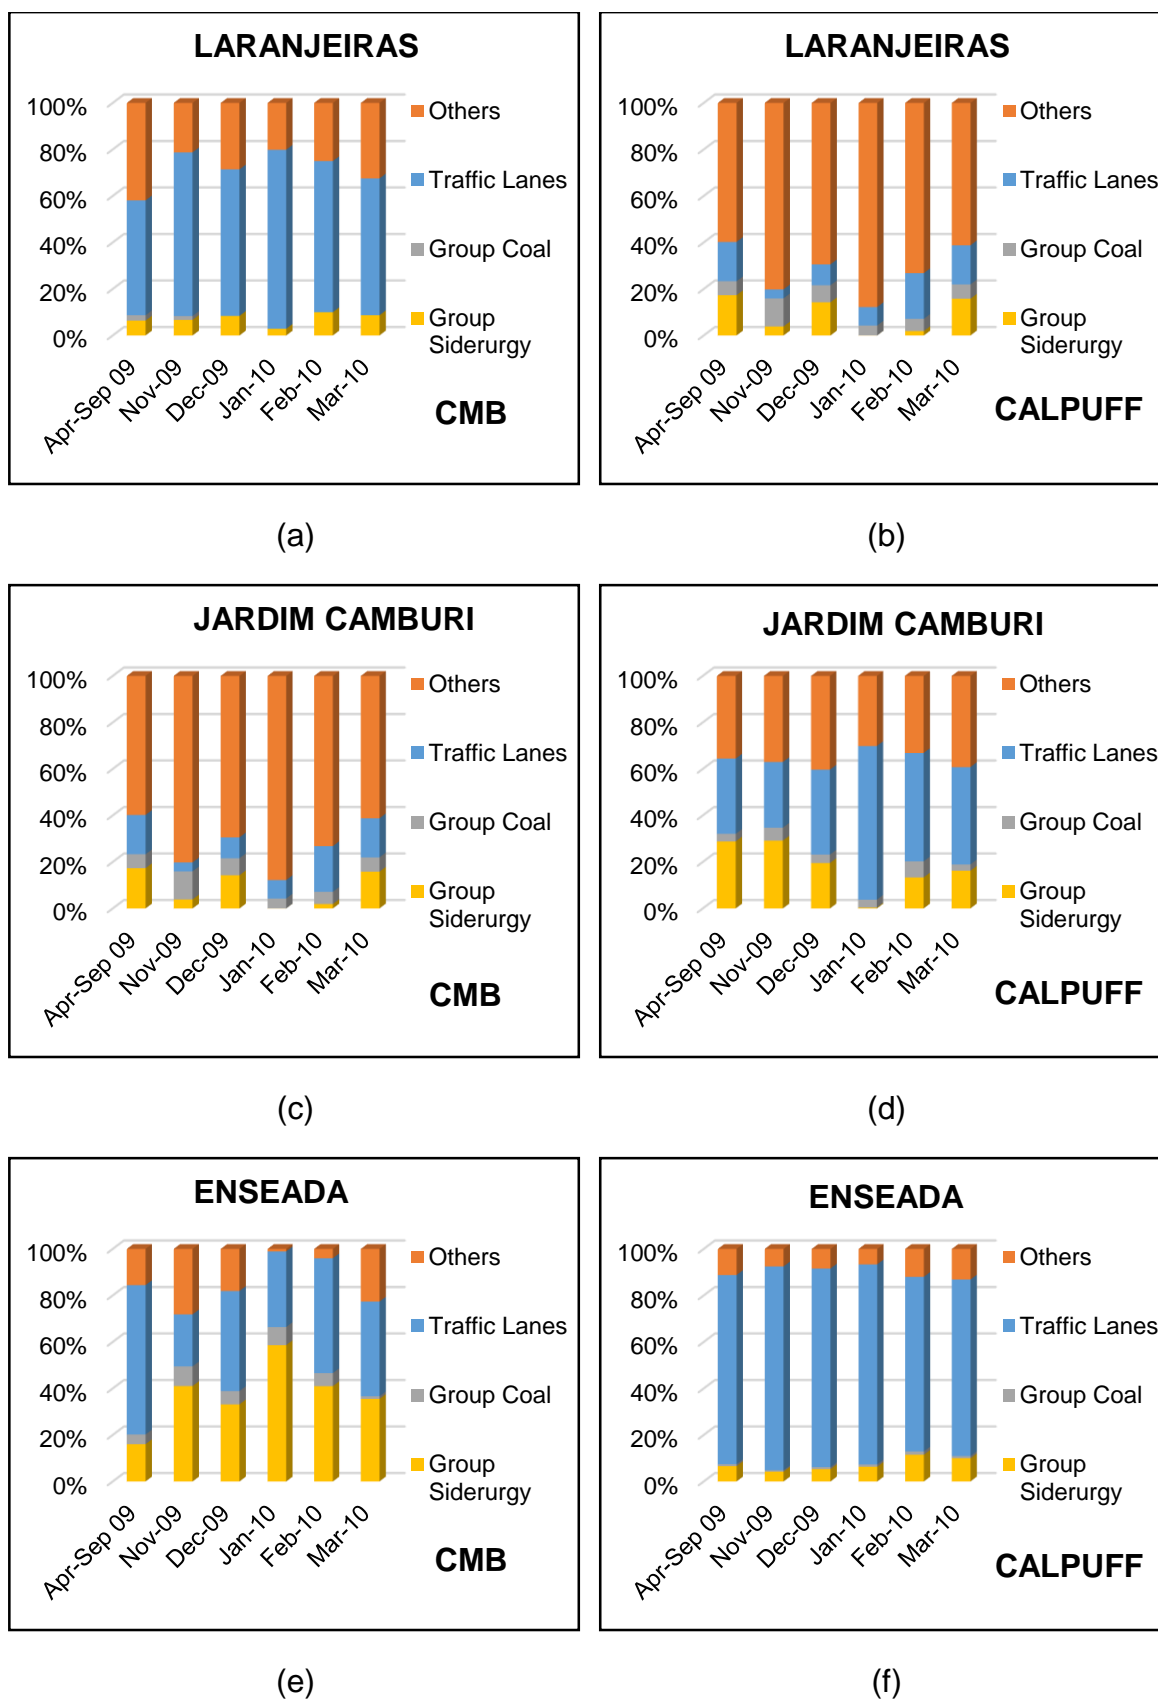 LARANJEIRAS
100%
80%
60%
40%
20%
0%
Others
Traffic Lanes
Group Coal
Group
Siderurgy
Apr-Sep 09
Nov-09
Dec-09
Jan-10
Feb-10
Mar-10
CMB
(a)
LARANJEIRAS
100%
80%
60%
40%
20%
0%
Others
Traffic Lanes
Group Coal
Group
Siderurgy
Apr-Sep 09
Nov-09
Dec-09
Jan-10
Feb-10
Mar-10
CALPUFF
(b)
JARDIM CAMBURI
100%
80%
60%
40%
20%
0%
Others
Traffic Lanes
Group Coal
Group
Siderurgy
Apr-Sep 09
Nov-09
Dec-09
Jan-10
Feb-10
Mar-10
CMB
(c)
JARDIM CAMBURI
100%
80%
60%
40%
20%
0%
Others
Traffic Lanes
Group Coal
Group
Siderurgy
Apr-Sep 09
Nov-09
Dec-09
Jan-10
Feb-10
Mar-10
CALPUFF
(d)
ENSEADA
100%
80%
60%
40%
20%
0%
Others
Traffic Lanes
Group Coal
Group
Siderurgy
Apr-Sep 09
Nov-09
Dec-09
Jan-10
Feb-10
Mar-10
CMB
(e)
ENSEADA
100%
80%
60%
40%
20%
0%
Others
Traffic Lanes
Group Coal
Group
Siderurgy
Apr-Sep 09
Nov-09
Dec-09
Jan-10
Feb-10
Mar-10
CALPUFF
(f)